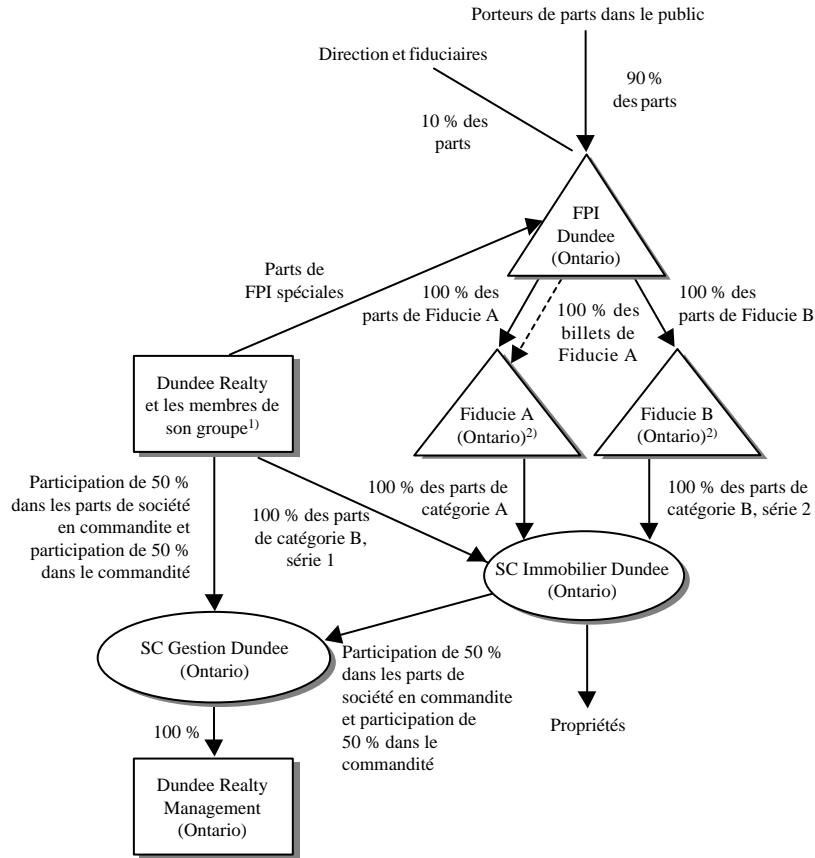 Porteurs de parts dans le public
Direction et fiduciaires
90 %
des parts
10 % des
parts
FPI
Dundee
(Ontario)
Parts de
FPI spéciales
100 % des
parts de Fiducie A
100 % des
billets de
Fiducie A
100 % des
parts de Fiducie B
Dundee Realty
et les membres de
son groupe1)
Fiducie A
(Ontario)2)
Fiducie B
(Ontario)2)
Participation de 50 %
dans les parts de société
en commandite et
participation de 50 %
dans le commandité
100 % des parts
de catégorie B,
série 1
100 % des parts de
catégorie A
100 % des parts de
catégorie B, série 2
SC Immobilier Dundee
(Ontario)
SC Gestion Dundee
(Ontario)
Participation de 50 %
dans les parts de
société en commandite
et participation de
50 % dans le
commandité
Propriétés
100 %
Dundee Realty
Management
(Ontario)